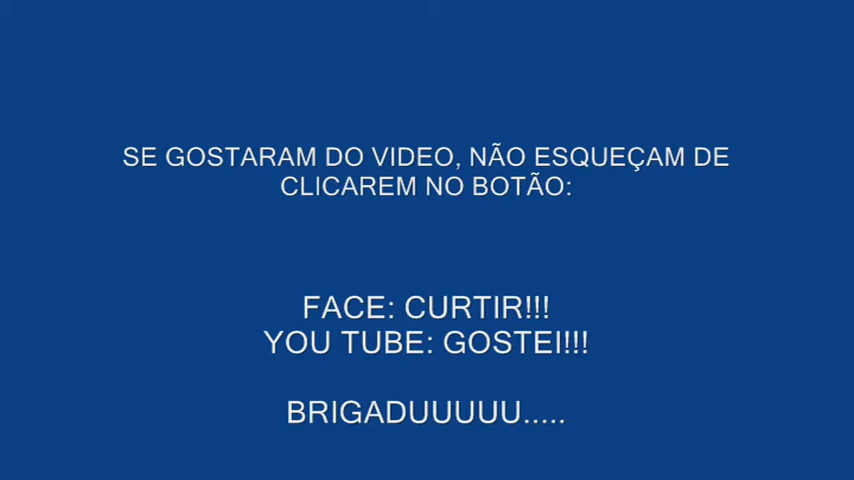 SE GOSTARAM DO VIDEO, NÃO ESQUEÇAM DE
CLICAREM NO BOTÃO:
FACE: CURTIR!!!
YOU TUBE: GOSTEI!!!
BRIGADUUUUU.....